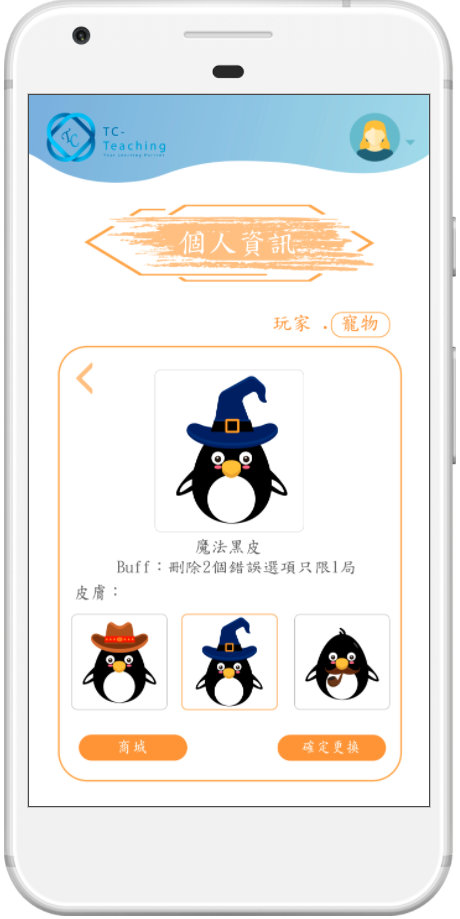 TC-
Teaching
個人資訊
玩家 .寵物
魔法黑皮
Buff：刪除2個錯誤選項只限1局
皮膚：
商城 確定更換